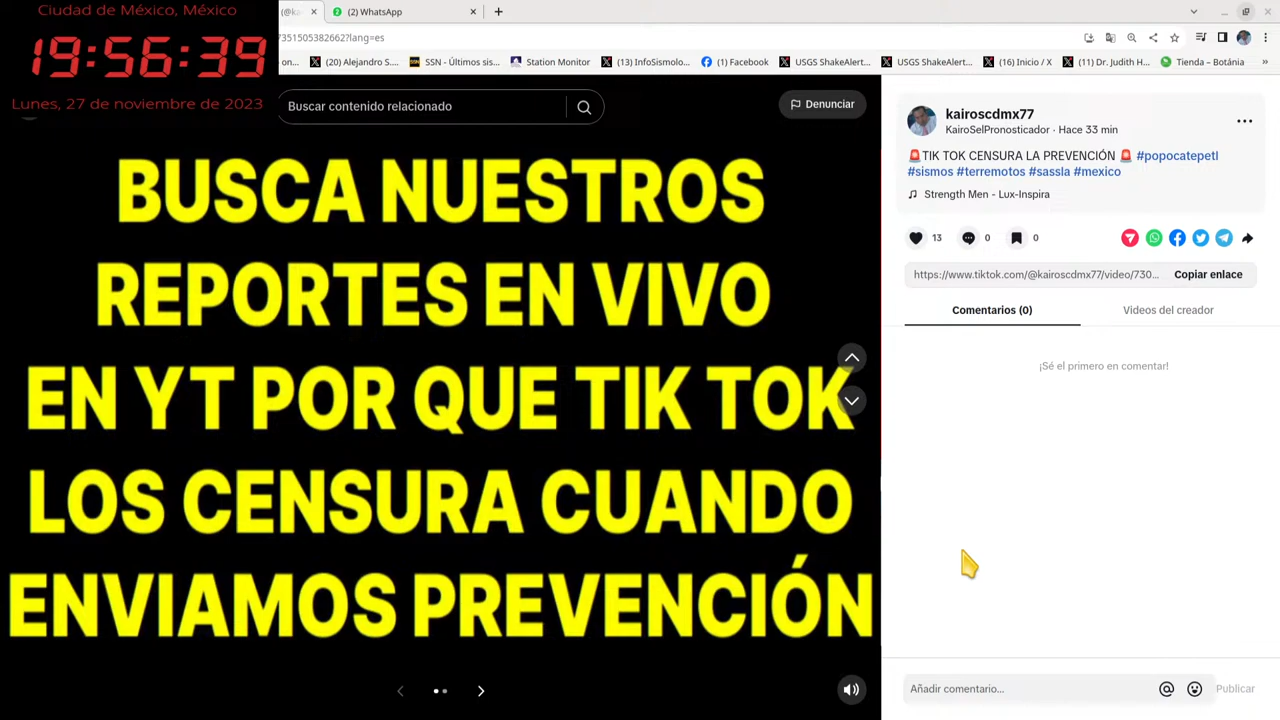 Ciudad de México, México
19:56:39
Lunes, 27 de noviembre de 2023
(2) WhatsApp
7351505382662?lang=es
on...
(20) Alejandro S....
SSN - Últimos sis...
Station Monitor
(13) InfoSismolo...
(1) Facebook
USGS ShakeAlert...
USGS ShakeAlert...
(16) Inicio / X
(11) Dr. Judith H...
Tienda – Botánia
Buscar contenido relacionado
Denunciar
BUSCA NUESTROS
REPORTES EN VIVO
EN YT POR QUE TIK TOK
LOS CENSURA CUANDO
ENVIAMOS PREVENCIÓN
kairoscdmx77
KairoSelPronosticador · Hace 33 min
🚨TIK TOK CENSURA LA PREVENCIÓN 🚨 #popocatepetl
#sismos #terremotos #sassla #mexico
Strength Men - Lux-Inspira
13
0
0
https://www.tiktok.com/@kairoscdmx77/video/730...
Copiar enlace
Comentarios (0)
Videos del creador
¡Sé el primero en comentar!
Añadir comentario...
Publicar